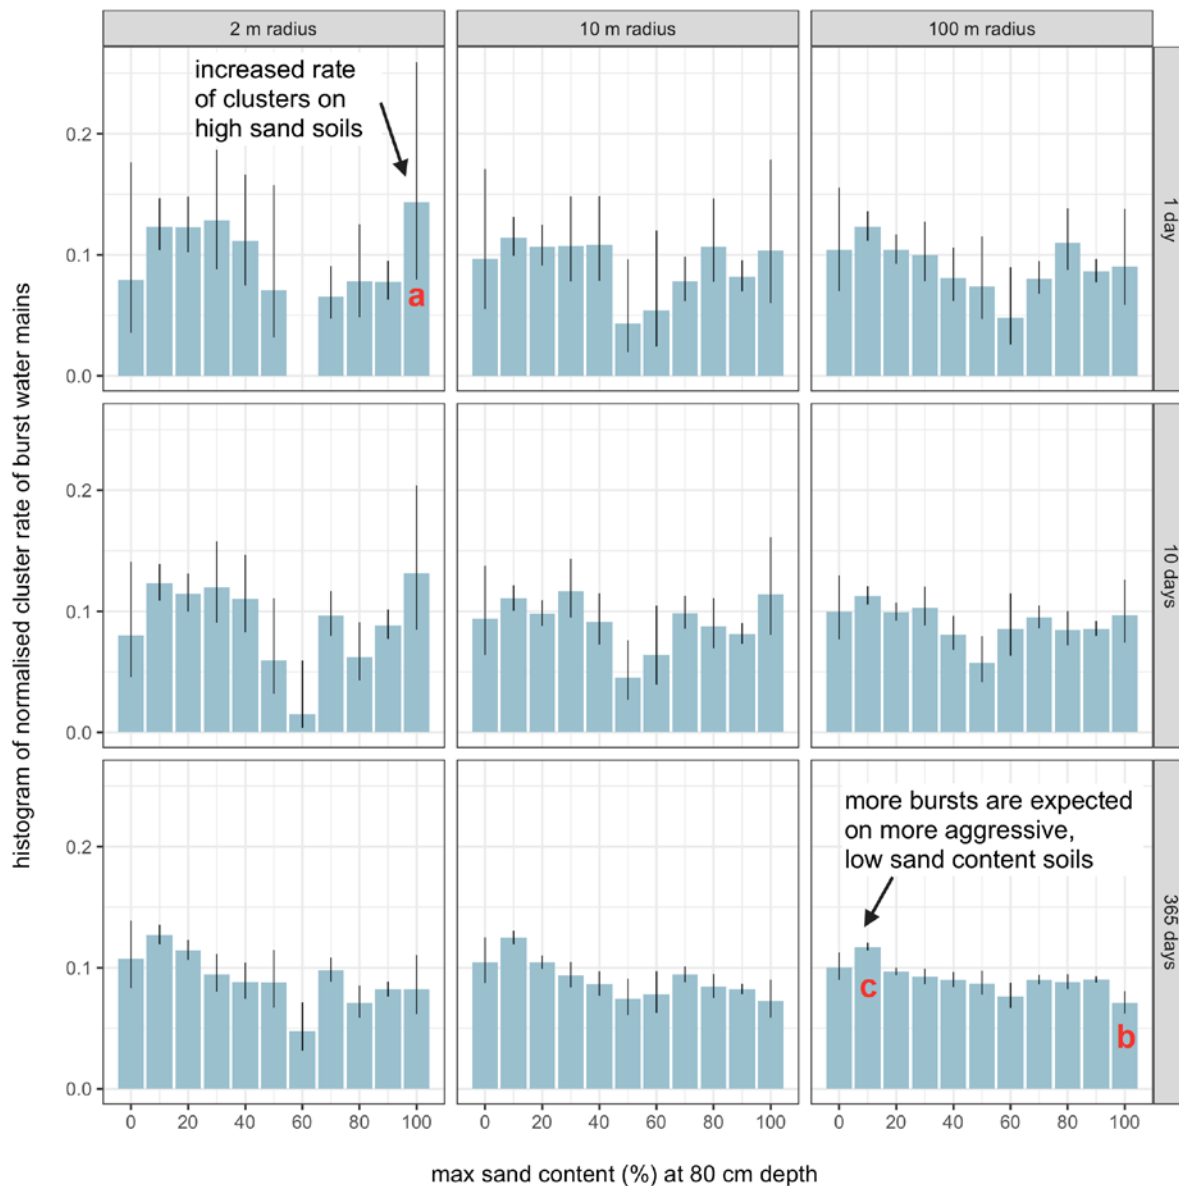 2 m radius
10 m radius
100 m radius
increased rate
of clusters on
high sand soils
0.2
0.1
0.0
a
1 day
0.2
0.1
0.0
10 days
more bursts are expected
on more aggressive,
low sand content soils
0.2
0.1
0.0
c
b
365 days
0 20 40 60 80 100
0 20 40 60 80 100
0 20 40 60 80 100
max sand content (%) at 80 cm depth
histogram of normalised cluster rate of burst water mains